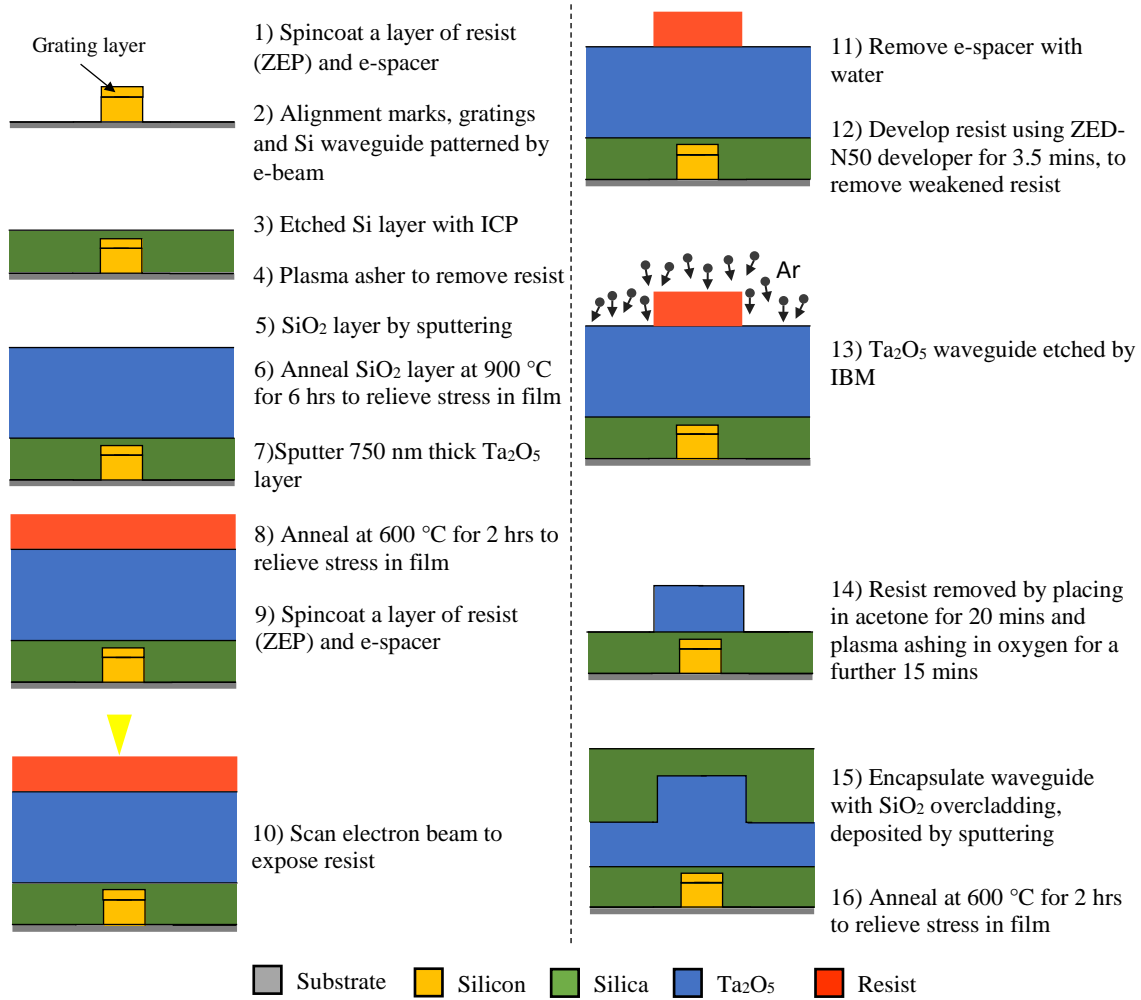 Grating layer
1) Spincoat a layer of resist
(ZEP) and e-spacer
2) Alignment marks, gratings
and Si waveguide patterned by
e-beam
3) Etched Si layer with ICP
4) Plasma asher to remove resist
5) SiO₂ layer by sputtering
6) Anneal SiO₂ layer at 900 °C
for 6 hrs to relieve stress in film
7)Sputter 750 nm thick Ta₂O₅
layer
8) Anneal at 600 °C for 2 hrs to
relieve stress in film
9) Spincoat a layer of resist
(ZEP) and e-spacer
10) Scan electron beam to
expose resist
11) Remove e-spacer with
water
12) Develop resist using ZED-
N50 developer for 3.5 mins, to
remove weakened resist
Ar
13) Ta₂O₅ waveguide etched by
IBM
14) Resist removed by placing
in acetone for 20 mins and
plasma ashing in oxygen for a
further 15 mins
15) Encapsulate waveguide
with SiO₂ overcladding,
deposited by sputtering
16) Anneal at 600 °C for 2 hrs
to relieve stress in film
Substrate Silicon Silica Ta₂O₅ Resist